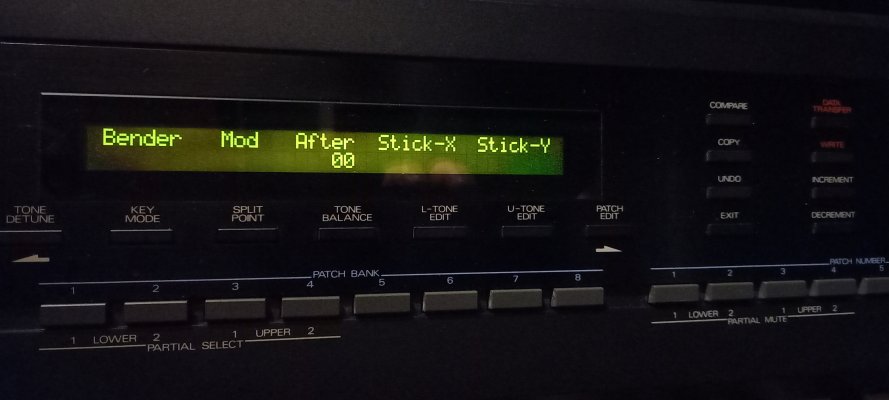 Bender Mod After Stick-X Stick-Y
00
COMPARE
DATA
TRANSFER
COPY
WRITE
UNDO
INCREMENT
EXIT
DECREMENT
TONE
DETUNE
KEY
MODE
SPLIT
POINT
TONE
BALANCE
L-TONE
EDIT
U-TONE
EDIT
PATCH
EDIT
PATCH BANK
1 2 3 4 5 6 7 8
1 LOWER 2 1 UPPER 2
PARTIAL SELECT
PATCH NUMBER
1 2 3 4 5
1 LOWER 2 1 UPPER 2
PARTIAL MUTE